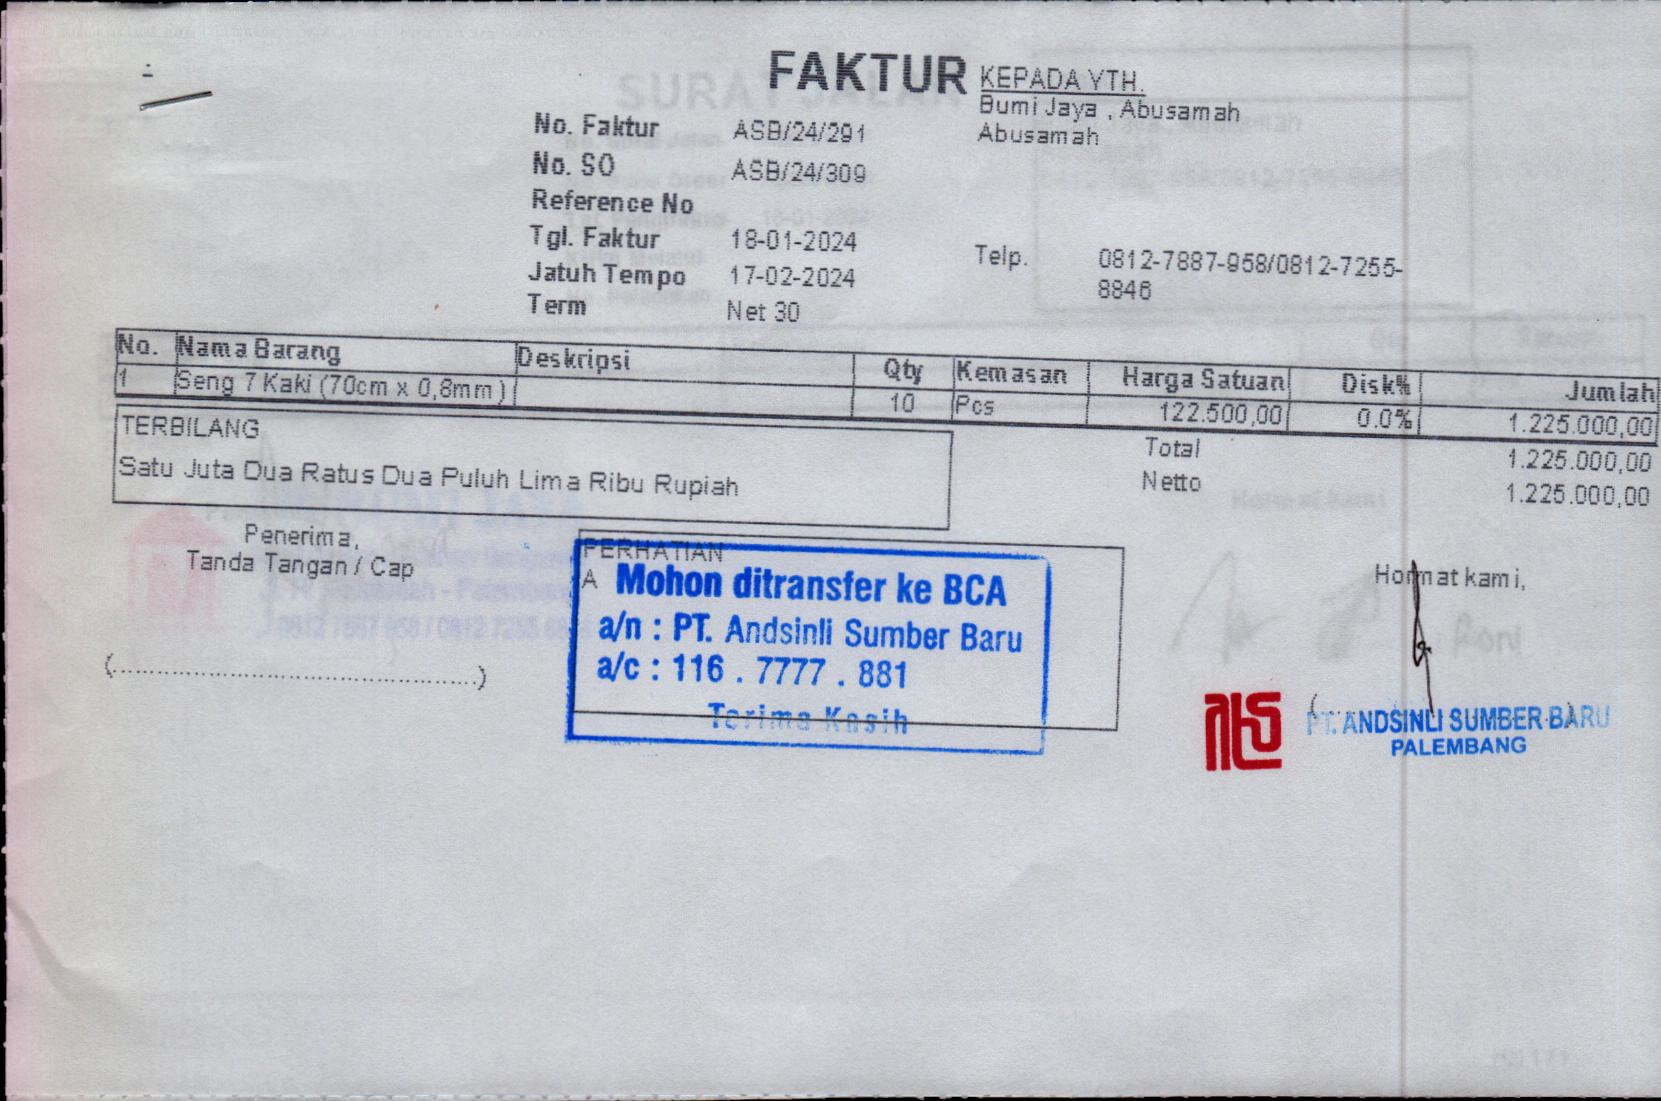 FAKTUR
KEPADA YTH.
Bumi Jaya , Abusamah
Abusamah
No. Faktur ASB/24/291
No. SO ASB/24/309
Reference No
Tgl. Faktur 18-01-2024
Jatuh Tempo 17-02-2024
Term Net 30
Telp. 0812-7887-958/0812-7255-
8846
No. Nama Barang Deskripsi Qty Kemasan Harga Satuan Disk% Jumlah
1 Seng 7 Kaki (70cm x 0,8mm) 10 Pcs 122.500,00 0.0% 1.225.000,00
TERBILANG
Satu Juta Dua Ratus Dua Puluh Lima Ribu Rupiah
Total 1.225.000,00
Netto 1.225.000,00
Penerima,
Tanda Tangan / Cap
(..................................................)
PERHATIAN
A
Mohon ditransfer ke BCA
a/n : PT. Andsinli Sumber Baru
a/c : 116 . 7777 . 881
Terima Kasih
Hormat kami,
PT. ANDSINLI SUMBER BARU
PALEMBANG